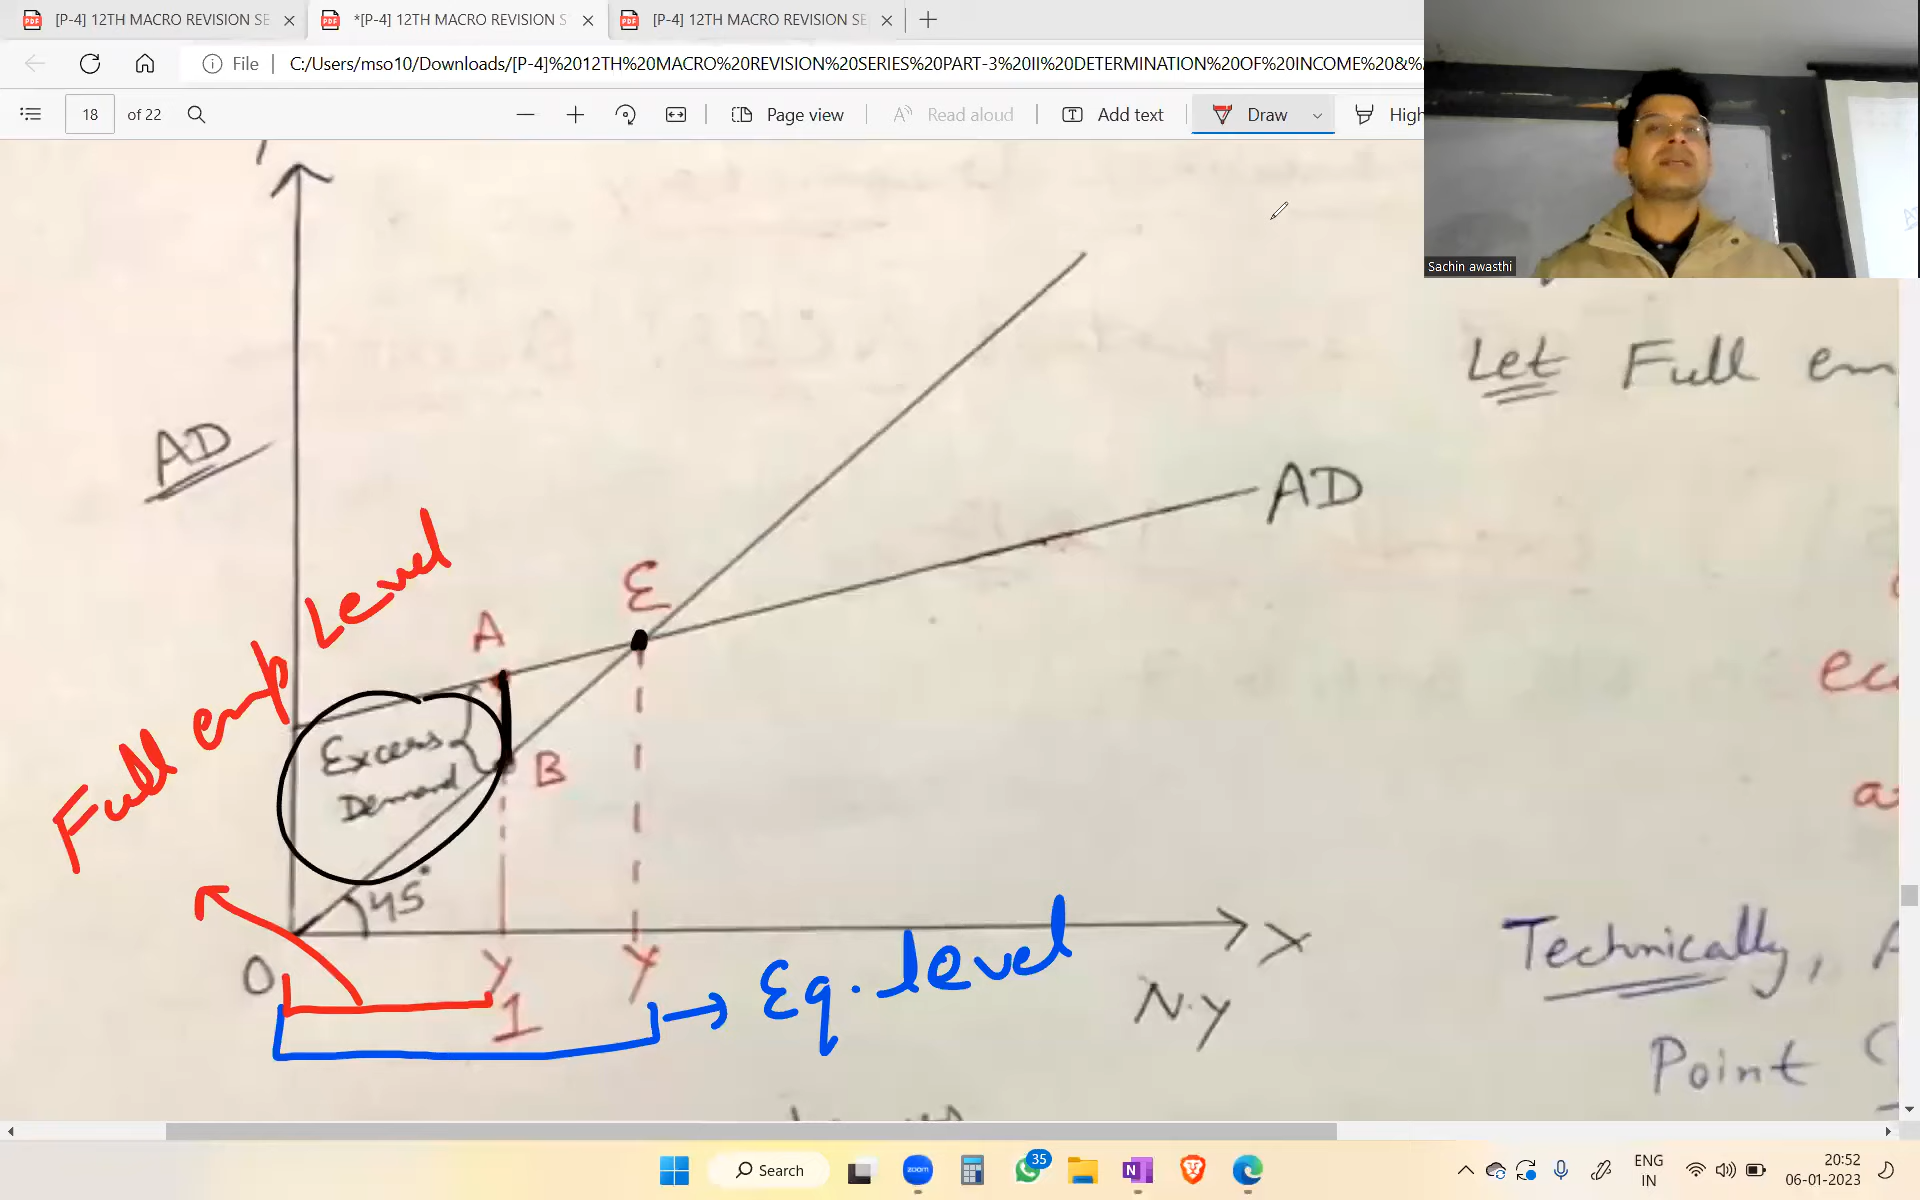 [P-4] 12TH MACRO REVISION SE
*[P-4] 12TH MACRO REVISION S
[P-4] 12TH MACRO REVISION SE
File
C:/Users/mso10/Downloads/[P-4]%2012TH%20MACRO%20REVISION%20SERIES%20PART-3%20II%20DETERMINATION%20OF%20INCOME%20&%
18 of 22
Page view
Read aloud
Add text
Draw
High
Sachin awasthi
Let Full em
AD
AD
Full emp Level
E
A
Excess
Demand
B
45°
O
Y1
Y
X
Eq. level
N.Y
Technically,
Point
Search
35
zoom
N
ENG
IN
20:52
06-01-2023